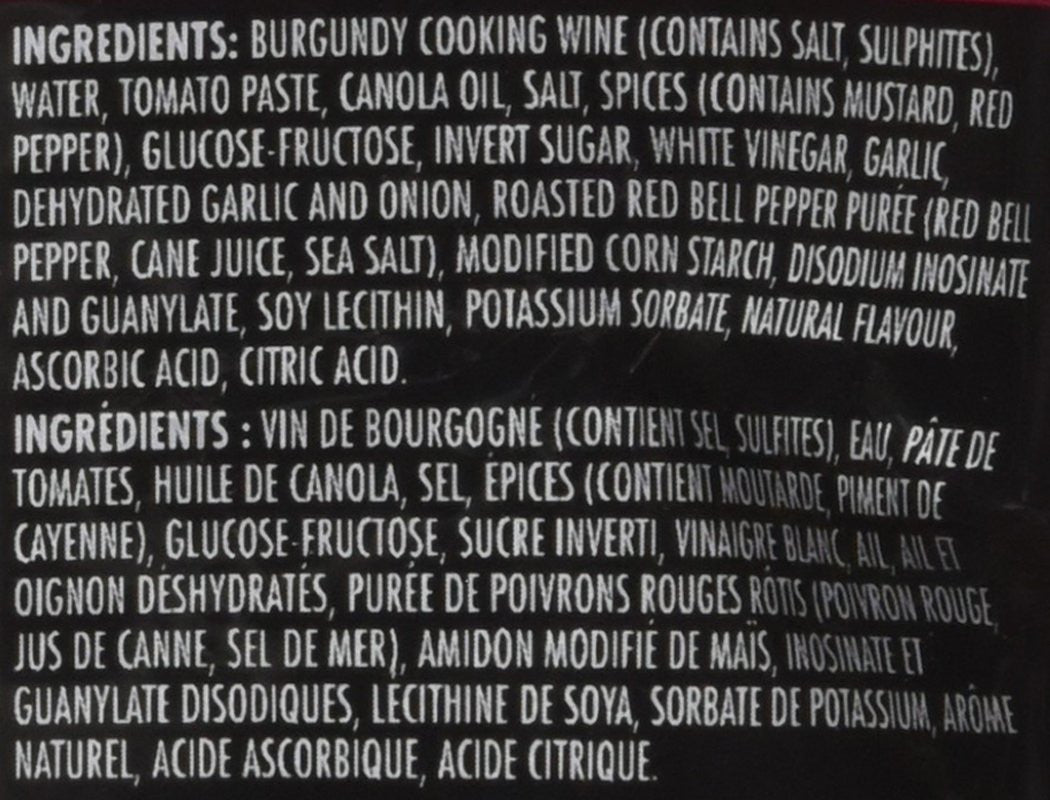 INGREDIENTS: BURGUNDY COOKING WINE (CONTAINS SALT, SULPHITES),
WATER, TOMATO PASTE, CANOLA OIL, SALT, SPICES (CONTAINS MUSTARD, RED
PEPPER), GLUCOSE-FRUCTOSE, INVERT SUGAR, WHITE VINEGAR, GARLIC,
DEHYDRATED GARLIC AND ONION, ROASTED RED BELL PEPPER PURÉE (RED BELL
PEPPER, CANE JUICE, SEA SALT), MODIFIED CORN STARCH, DISODIUM INOSINATE
AND GUANYLATE, SOY LECITHIN, POTASSIUM SORBATE, NATURAL FLAVOUR,
ASCORBIC ACID, CITRIC ACID.
INGRÉDIENTS : VIN DE BOURGOGNE (CONTIENT SEL, SULFITES), EAU, PÂTE DE
TOMATES, HUILE DE CANOLA, SEL, ÉPICES (CONTIENT MOUTARDE, PIMENT DE
CAYENNE), GLUCOSE-FRUCTOSE, SUCRE INVERTI, VINAIGRE BLANC, AIL, AIL ET
OIGNON DÉSHYDRATÉS, PURÉE DE POIVRONS ROUGES RÔTIS (POIVRON ROUGE,
JUS DE CANNE, SEL DE MER), AMIDON MODIFIÉ DE MAÏS, INOSINATE ET
GUANYLATE DISODIQUES, LÉCITHINE DE SOYA, SORBATE DE POTASSIUM, ARÔME
NATUREL, ACIDE ASCORBIQUE, ACIDE CITRIQUE.